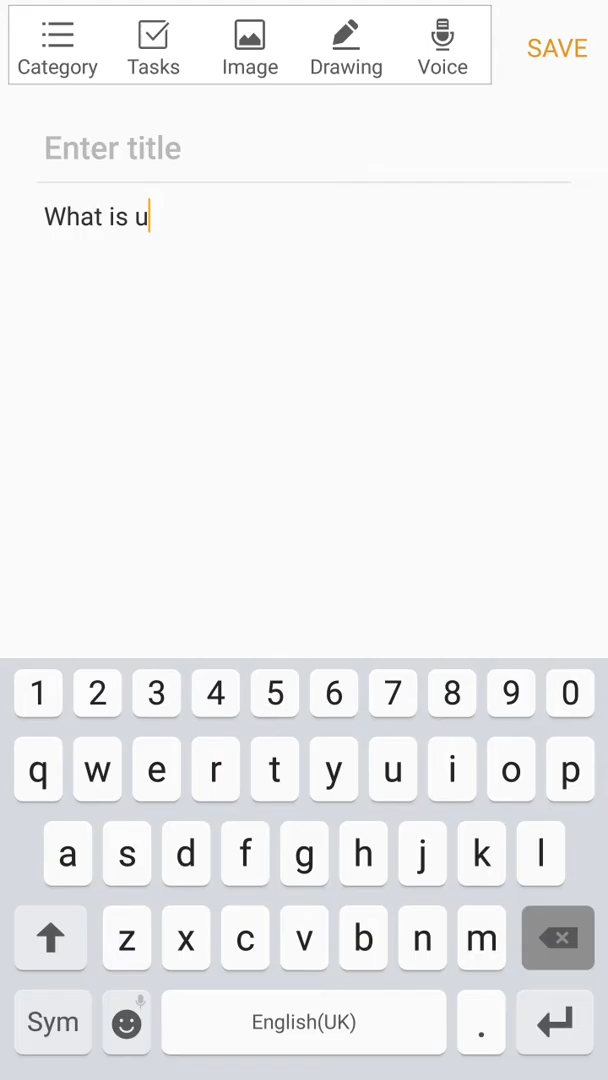 Category Tasks Image Drawing Voice SAVE
Enter title
What is u
1 2 3 4 5 6 7 8 9 0
q w e r t y u i o p
a s d f g h j k l
z x c v b n m
Sym English(UK) .